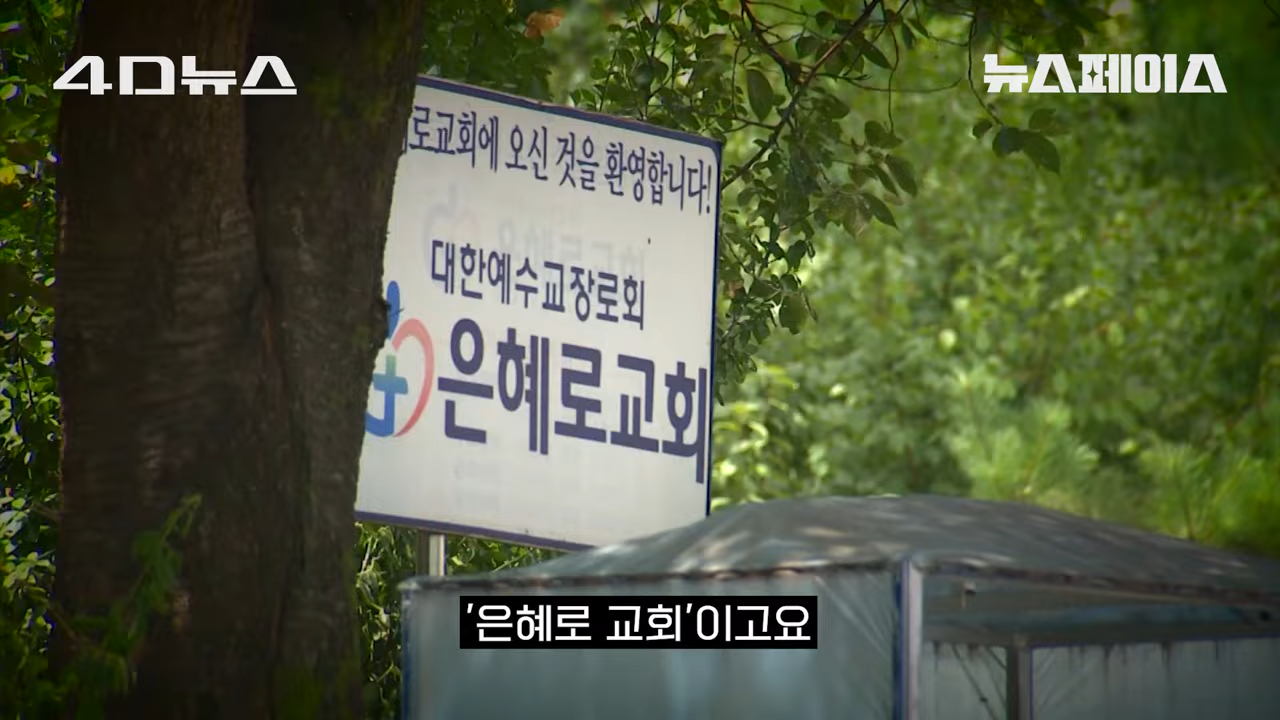 4D뉴스
뉴스페이스
로교회에 오신 것을 환영합니다!
대한예수교장로회
은혜로교회
'은혜로 교회'이고요